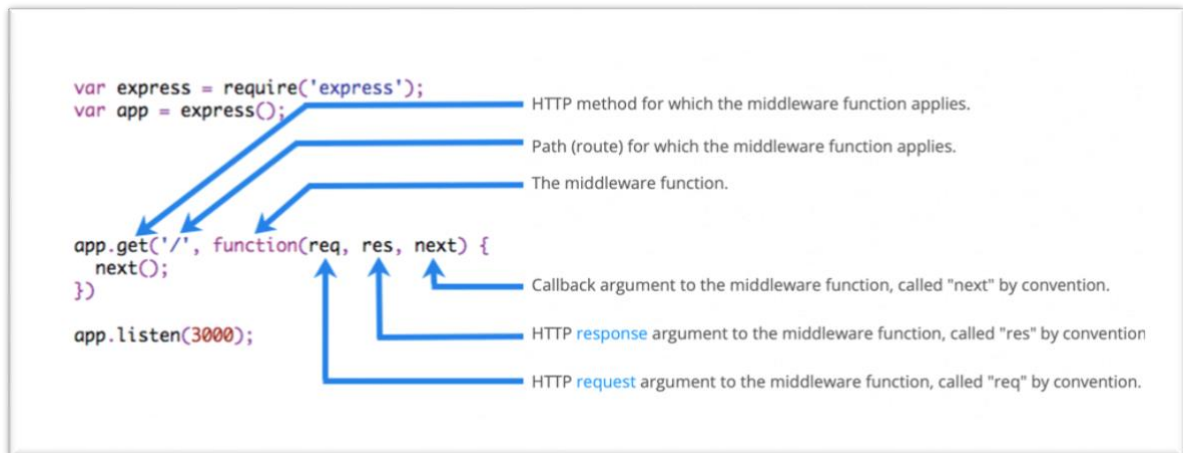 var express = require('express');
var app = express();
HTTP method for which the middleware function applies.
Path (route) for which the middleware function applies.
The middleware function.
app.get('/', function(req, res, next) {
  next();
})
app.listen(3000);
Callback argument to the middleware function, called "next" by convention.
HTTP response argument to the middleware function, called "res" by convention
HTTP request argument to the middleware function, called "req" by convention.